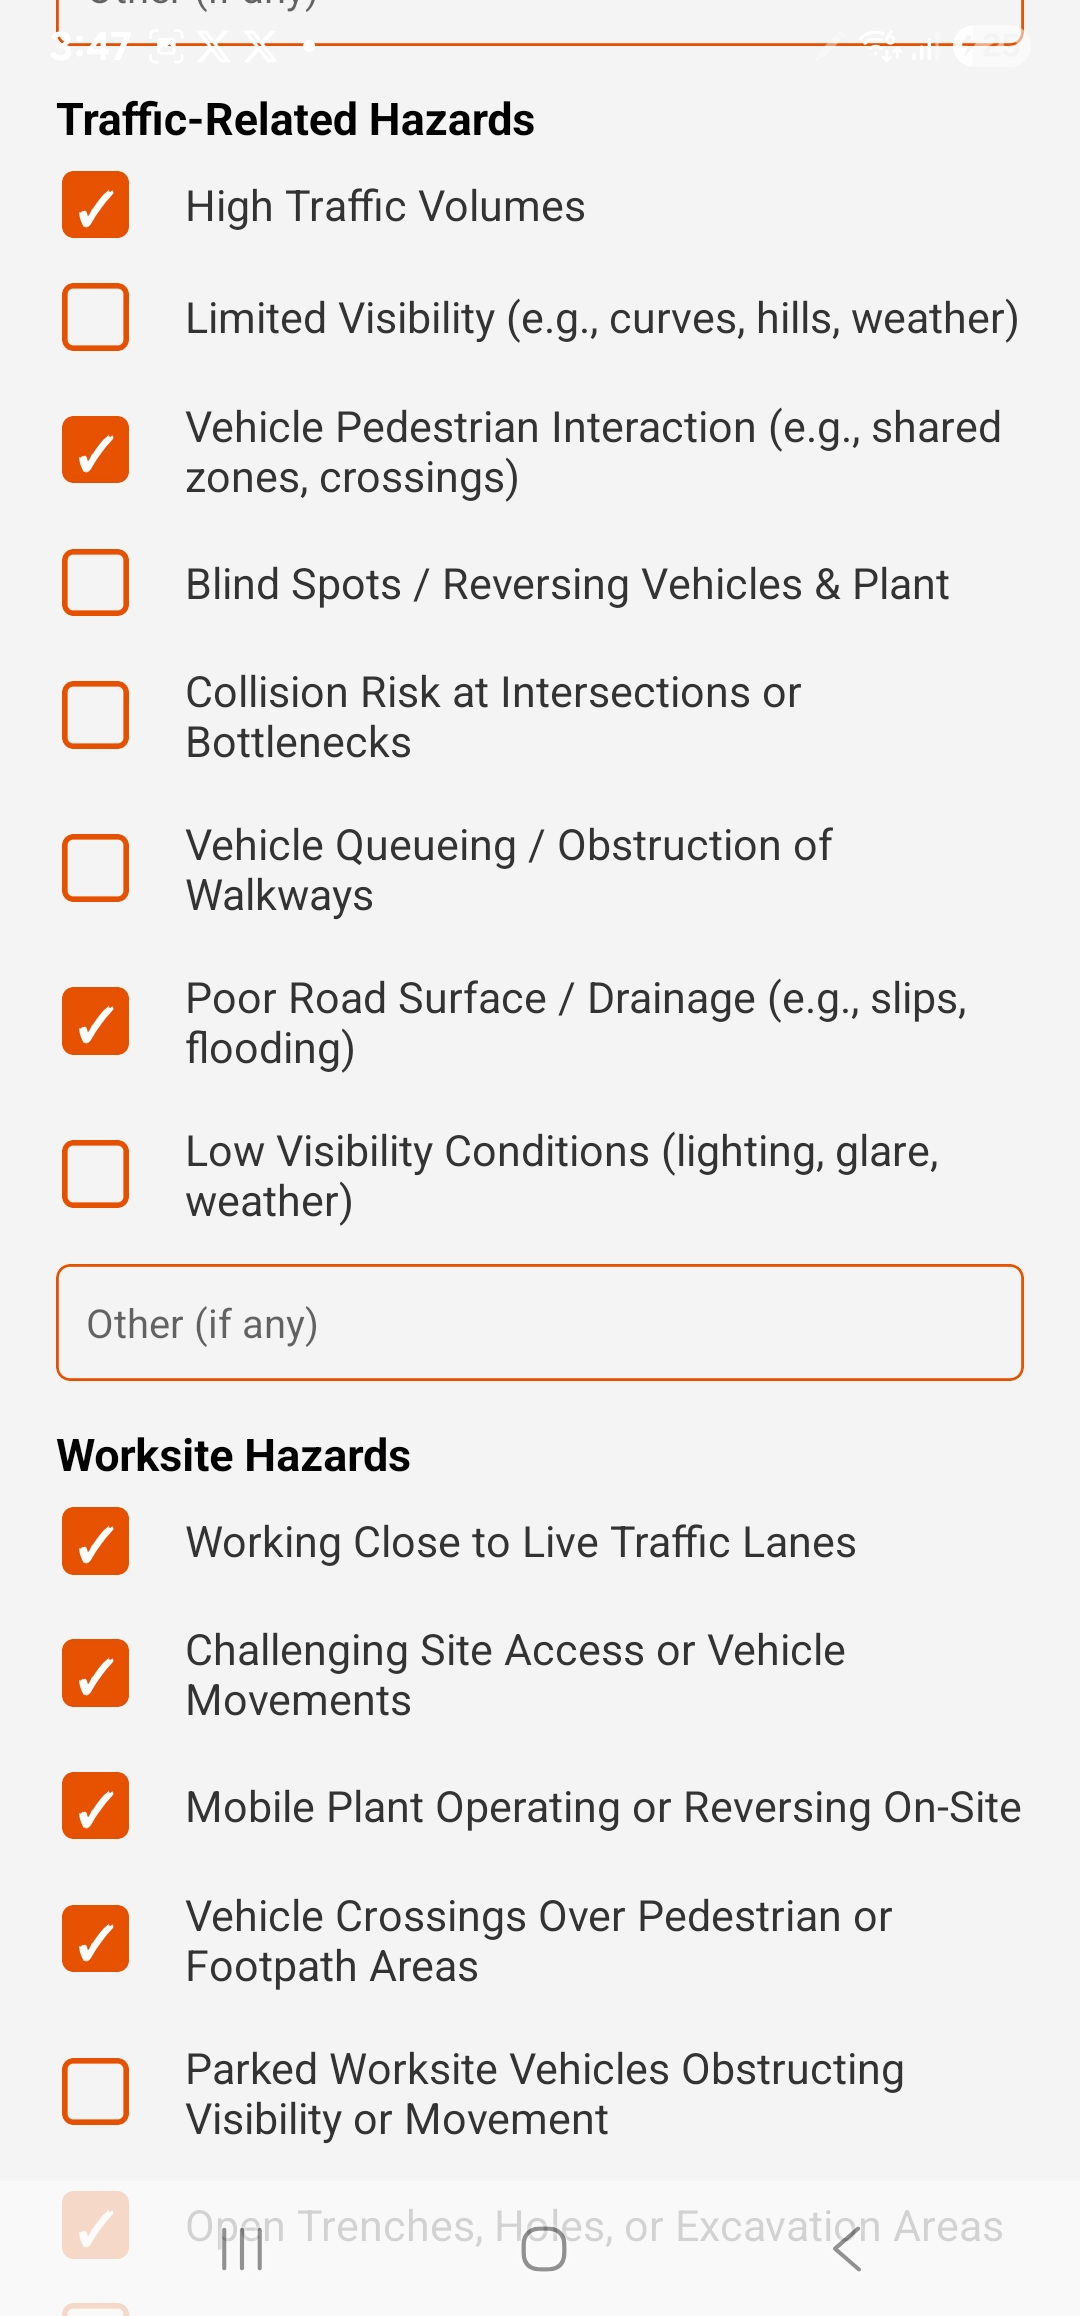 Other (if any)
3:47
25
Traffic-Related Hazards
High Traffic Volumes
Limited Visibility (e.g., curves, hills, weather)
Vehicle Pedestrian Interaction (e.g., shared
zones, crossings)
Blind Spots / Reversing Vehicles & Plant
Collision Risk at Intersections or
Bottlenecks
Vehicle Queueing / Obstruction of
Walkways
Poor Road Surface / Drainage (e.g., slips,
flooding)
Low Visibility Conditions (lighting, glare,
weather)
Other (if any)
Worksite Hazards
Working Close to Live Traffic Lanes
Challenging Site Access or Vehicle
Movements
Mobile Plant Operating or Reversing On-Site
Vehicle Crossings Over Pedestrian or
Footpath Areas
Parked Worksite Vehicles Obstructing
Visibility or Movement
Open Trenches, Holes, or Excavation Areas